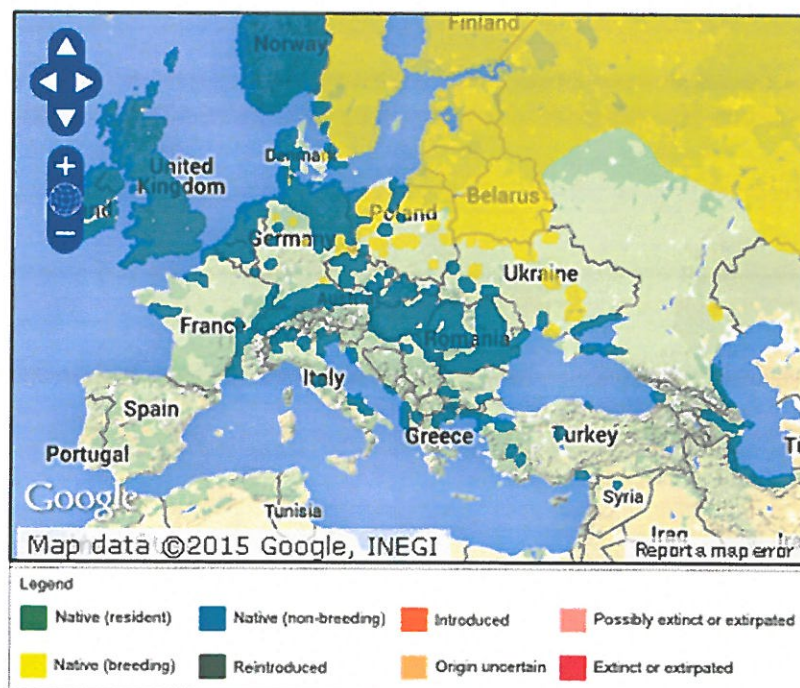 Finland
Norway
United
Kingdom
Denmark
Belarus
Poland
Germany
Ukraine
France
Romania
Italy
Spain
Portugal
Greece
Turkey
Google
Tunisia
Syria
Iraq
Map data ©2015 Google, INEGI
Report a map error
Legend
Native (resident) Native (non-breeding) Introduced Possibly extinct or extirpated
Native (breeding) Reintroduced Origin uncertain Extinct or extirpated